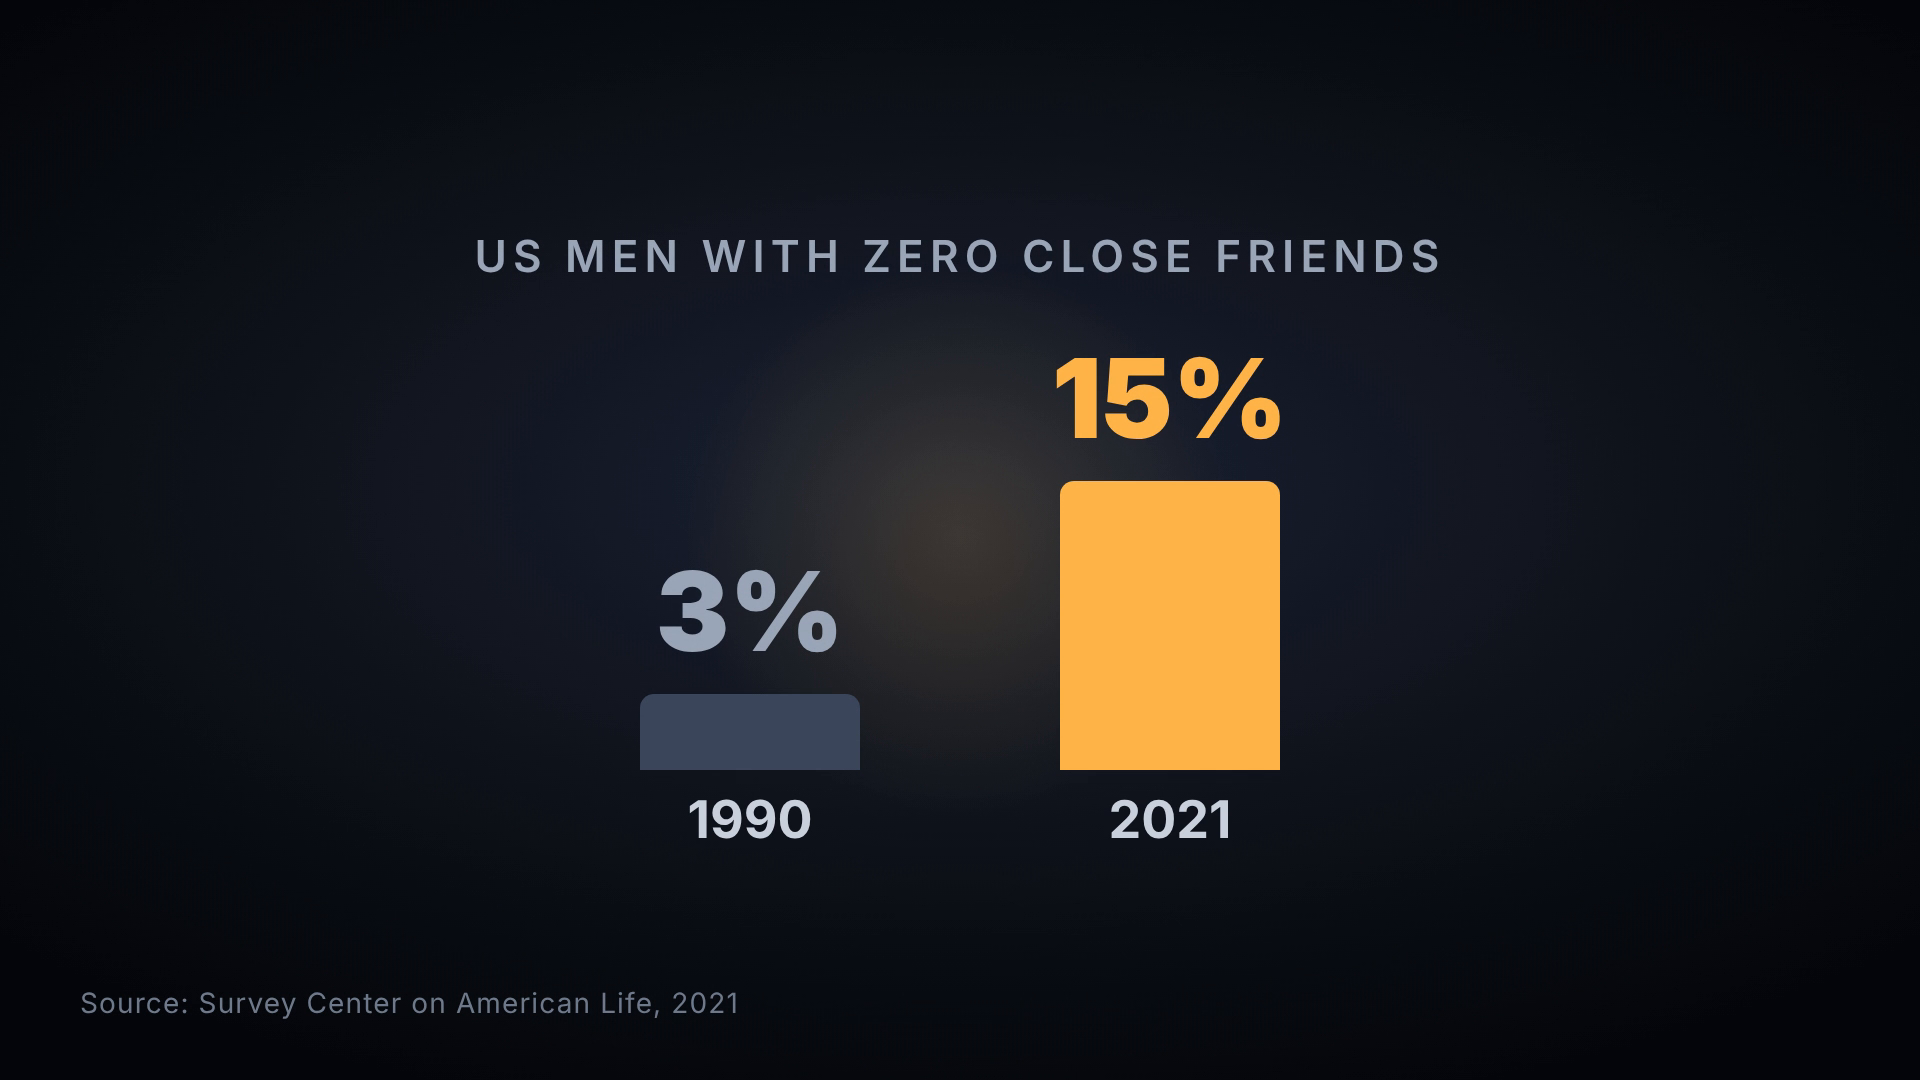 US MEN WITH ZERO CLOSE FRIENDS
15%
3%
1990
2021
Source: Survey Center on American Life, 2021